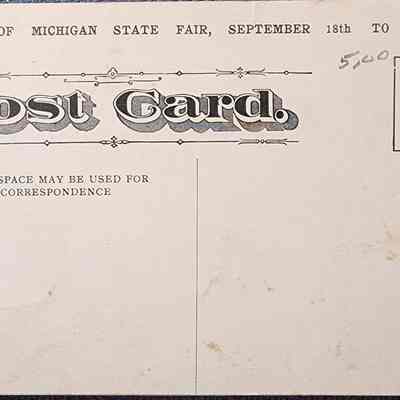 OF MICHIGAN STATE FAIR, SEPTEMBER 18th TO
5,00
ost Card.
SPACE MAY BE USED FOR
CORRESPONDENCE